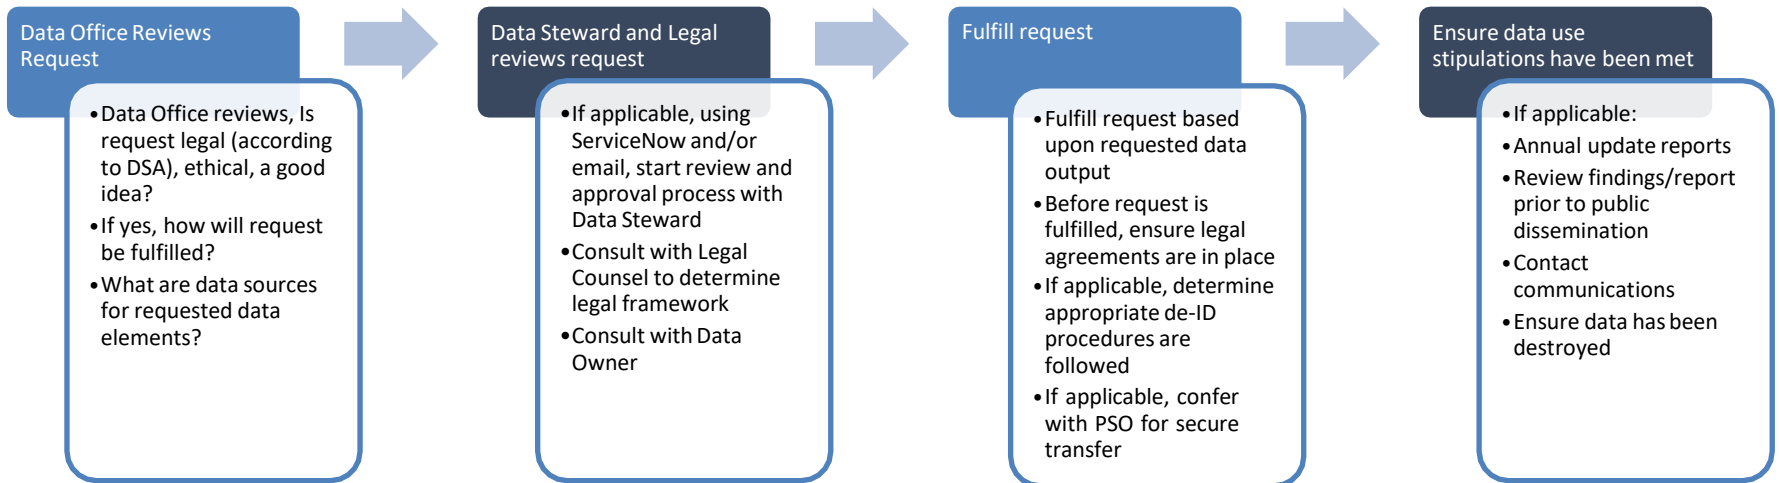 Data Office Reviews
Request
•Data Office reviews, Is
request legal (according
to DSA), ethical, a good
idea?
•If yes, how will request
be fulfilled?
•What are data sources
for requested data
elements?
Data Steward and Legal
reviews request
•If applicable, using
ServiceNow and/or
email, start review and
approval process with
Data Steward
•Consult with Legal
Counsel to determine
legal framework
•Consult with Data
Owner
Fulfill request
•Fulfill request based
upon requested data
output
•Before request is
fulfilled, ensure legal
agreements are in place
•If applicable, determine
appropriate de-ID
procedures are
followed
•If applicable, confer
with PSO for secure
transfer
Ensure data use
stipulations have been met
•If applicable:
•Annual update reports
•Review findings/report
prior to public
dissemination
•Contact
communications
•Ensure data has been
destroyed